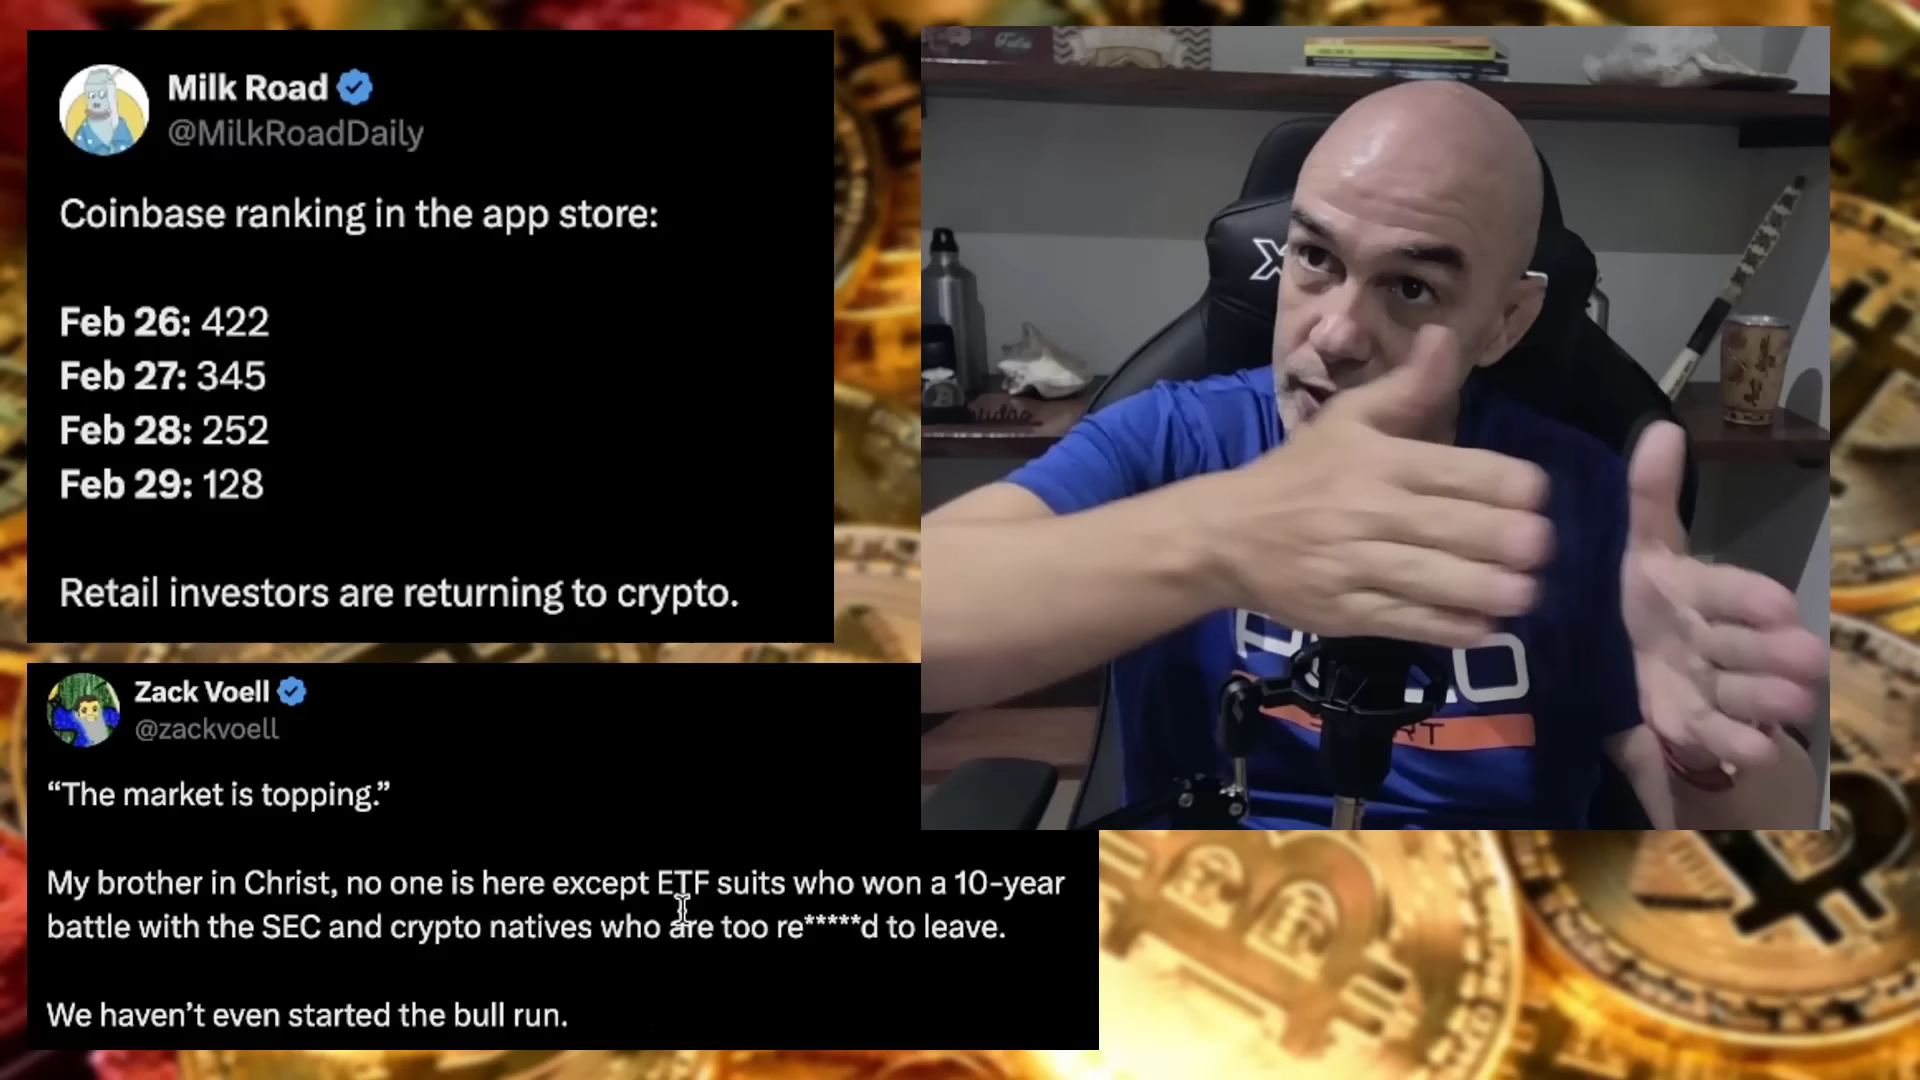 Milk Road
@MilkRoadDaily
Coinbase ranking in the app store:
Feb 26: 422
Feb 27: 345
Feb 28: 252
Feb 29: 128
Retail investors are returning to crypto.
Zack Voell
@zackvoell
“The market is topping.”
My brother in Christ, no one is here except ETF suits who won a 10-year
battle with the SEC and crypto natives who are too re*****d to leave.
We haven’t even started the bull run.